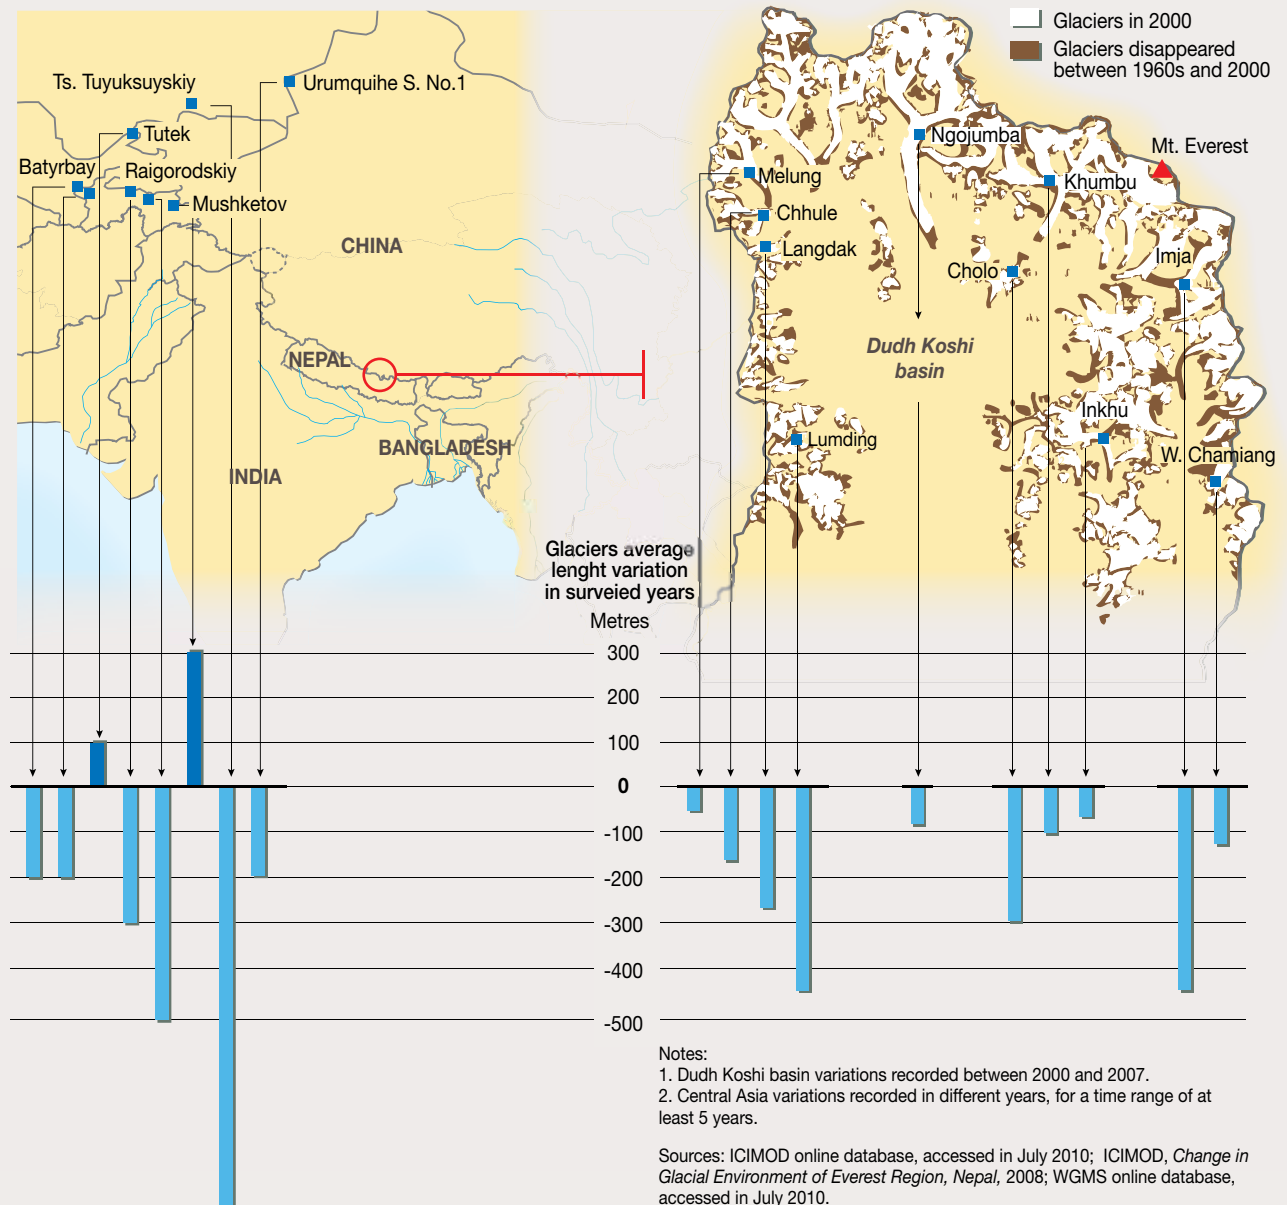 Glaciers in 2000
Glaciers disappeared
between 1960s and 2000
Ts. Tuyuksuyskiy
Urumquihe S. No.1
Tutek
Batyrbay
Raigorodskiy
Mushketov
CHINA
NEPAL
BANGLADESH
INDIA
Ngojumba
Mt. Everest
Melung
Khumbu
Chhule
Langdak
Imja
Cholo
Dudh Koshi
basin
Inkhu
Lumding
W. Chamiang
Glaciers average
lenght variation
in surveied years
Metres
300
200
100
0
-100
-200
-300
-400
-500
Notes:
1. Dudh Koshi basin variations recorded between 2000 and 2007.
2. Central Asia variations recorded in different years, for a time range of at
least 5 years.
Sources: ICIMOD online database, accessed in July 2010; ICIMOD, Change in
Glacial Environment of Everest Region, Nepal, 2008; WGMS online database,
accessed in July 2010.